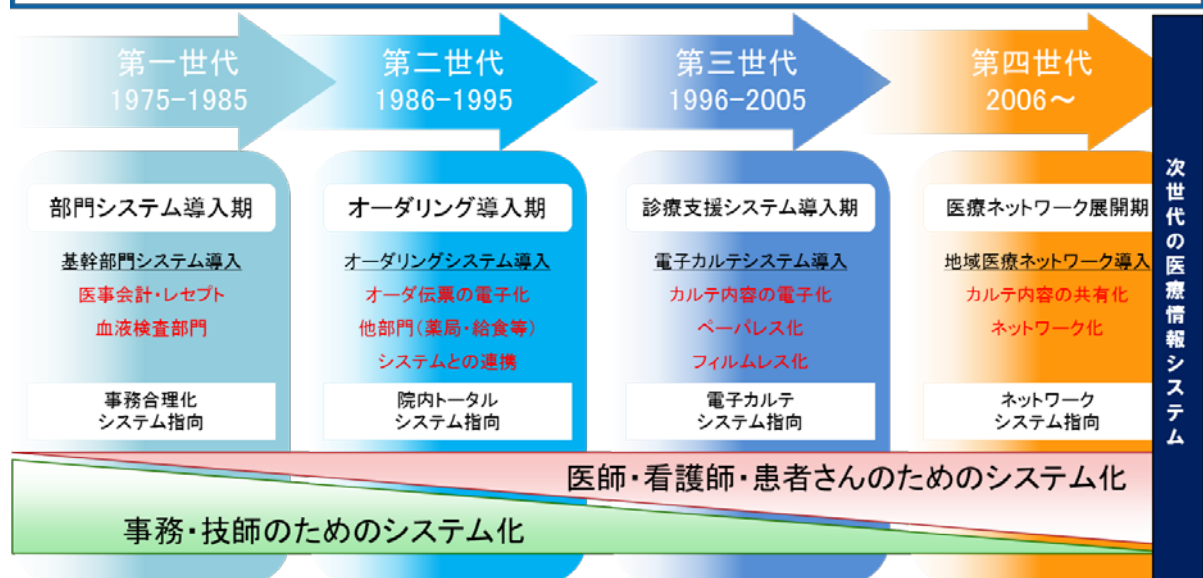 第一世代
1975-1985
第二世代
1986-1995
第三世代
1996-2005
第四世代
2006～
部門システム導入期
基幹部門システム導入
医事会計・レセプト
血液検査部門
事務合理化
システム指向
オーダリング導入期
オーダリングシステム導入
オーダ伝票の電子化
他部門(薬局・給食等)
システムとの連携
院内トータル
システム指向
診療支援システム導入期
電子カルテシステム導入
カルテ内容の電子化
ペーパレス化
フィルムレス化
電子カルテ
システム指向
医療ネットワーク展開期
地域医療ネットワーク導入
カルテ内容の共有化
ネットワーク化
ネットワーク
システム指向
次世代の医療情報システム
医師・看護師・患者さんのためのシステム化
事務・技師のためのシステム化